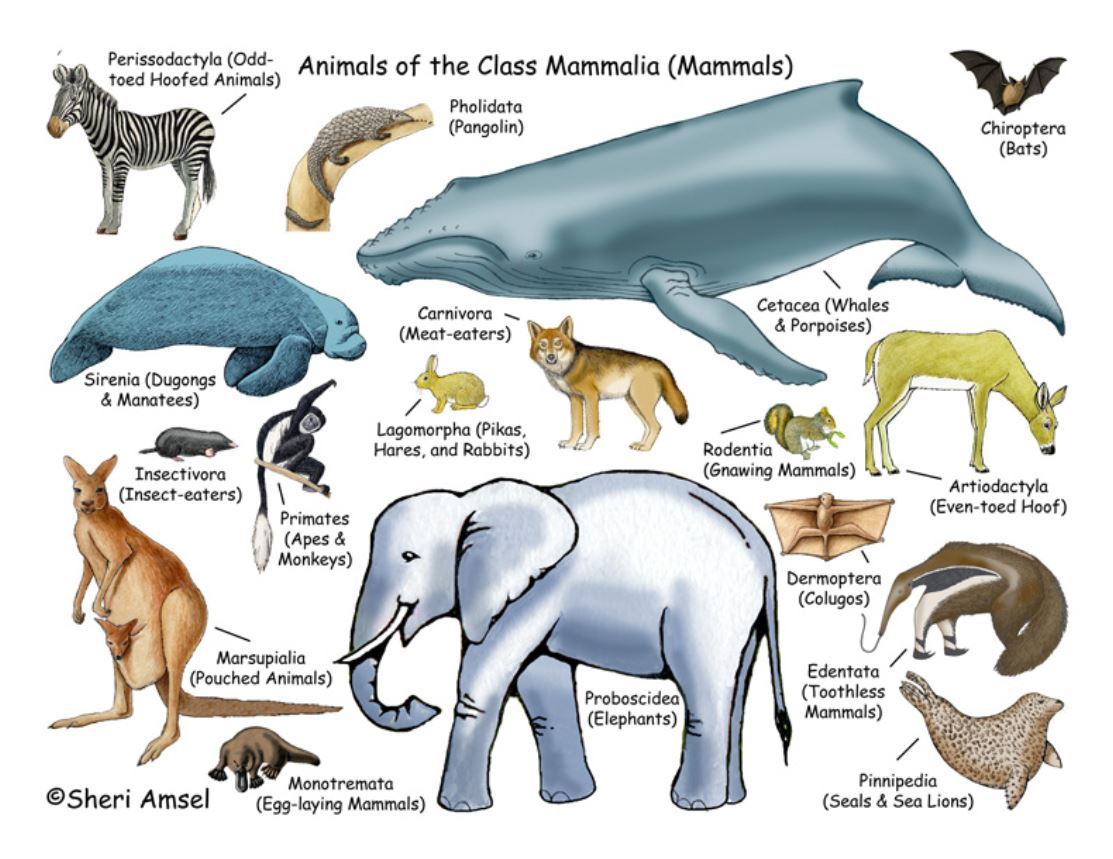 Perissodactyla (Odd-
toed Hoofed Animals)
Animals of the Class Mammalia (Mammals)
Pholidata
(Pangolin)
Chiroptera
(Bats)
Cetacea (Whales
& Porpoises)
Carnivora
(Meat-eaters)
Sirenia (Dugongs
& Manatees)
Lagomorpha (Pikas,
Hares, and Rabbits)
Rodentia
(Gnawing Mammals)
Insectivora
(Insect-eaters)
Artiodactyla
(Even-toed Hoof)
Primates
(Apes &
Monkeys)
Dermoptera
(Colugos)
Marsupialia
(Pouched Animals)
Edentata
(Toothless
Mammals)
Proboscidea
(Elephants)
Monotremata
(Egg-laying Mammals)
Pinnipedia
(Seals & Sea Lions)
©Sheri Amsel